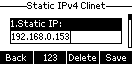 Static IPv4 Clinet
1.Static IP:
192.168.0.153
Back 123 Delete Save